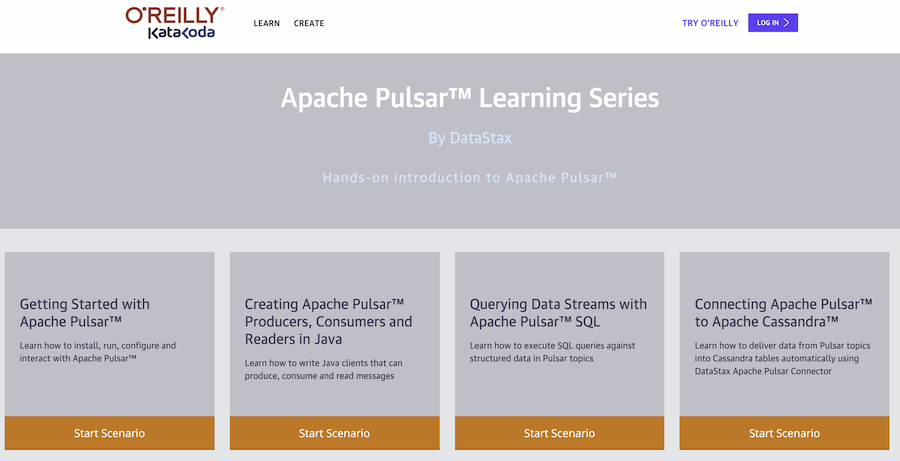 O'REILLY®
KataKoda
LEARN CREATE TRY O'REILLY LOG IN
Apache Pulsar™ Learning Series
By DataStax
Hands-on introduction to Apache Pulsar™
Getting Started with
Apache Pulsar™
Learn how to install, run, configure and
interact with Apache Pulsar™
Start Scenario
Creating Apache Pulsar™
Producers, Consumers and
Readers in Java
Learn how to write Java clients that can
produce, consume and read messages
Start Scenario
Querying Data Streams with
Apache Pulsar™ SQL
Learn how to execute SQL queries against
structured data in Pulsar topics
Start Scenario
Connecting Apache Pulsar™
to Apache Cassandra™
Learn how to deliver data from Pulsar topics
into Cassandra tables automatically using
DataStax Apache Pulsar Connector
Start Scenario